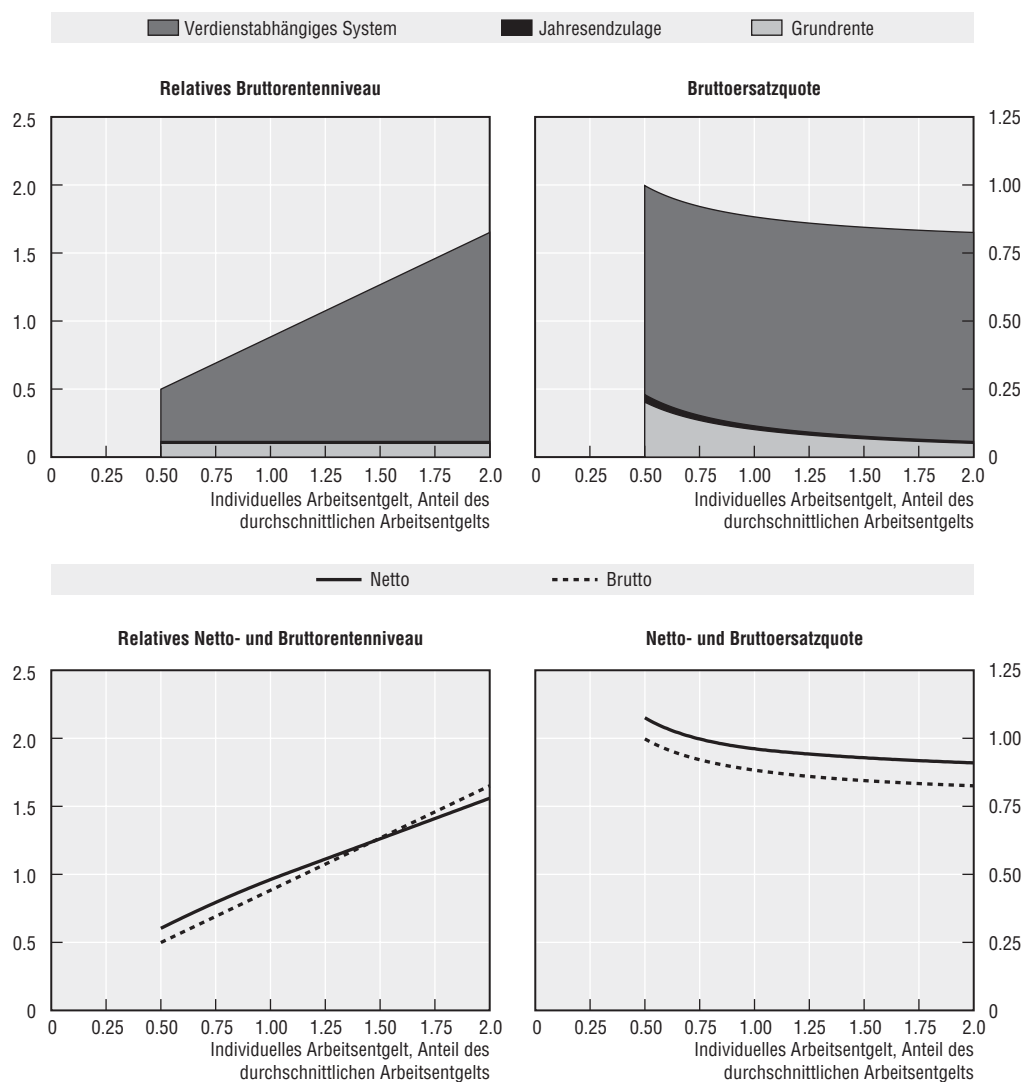 Verdienstabhängiges System Jahresendzulage Grundrente
Relatives Bruttorentenniveau
2.5
2.0
1.5
1.0
0.5
0
0 0.25 0.50 0.75 1.00 1.25 1.50 1.75 2.0
Individuelles Arbeitsentgelt, Anteil des
durchschnittlichen Arbeitsentgelts
Bruttoersatzquote
1.25
1.00
0.75
0.50
0.25
0
0 0.25 0.50 0.75 1.00 1.25 1.50 1.75 2.0
Individuelles Arbeitsentgelt, Anteil des
durchschnittlichen Arbeitsentgelts
Netto Brutto
Relatives Netto- und Bruttorentenniveau
2.5
2.0
1.5
1.0
0.5
0
0 0.25 0.50 0.75 1.00 1.25 1.50 1.75 2.0
Individuelles Arbeitsentgelt, Anteil des
durchschnittlichen Arbeitsentgelts
Netto- und Bruttoersatzquote
1.25
1.00
0.75
0.50
0.25
0
0 0.25 0.50 0.75 1.00 1.25 1.50 1.75 2.0
Individuelles Arbeitsentgelt, Anteil des
durchschnittlichen Arbeitsentgelts